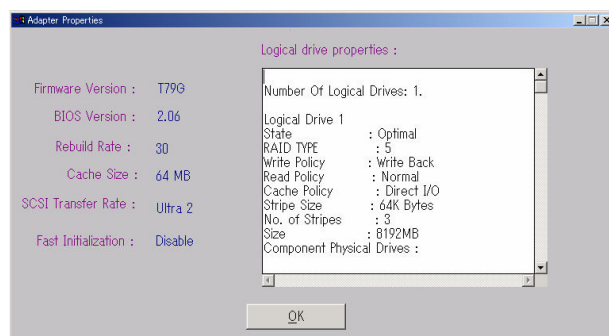 Adapter Properties
Logical drive properties :
Firmware Version : T79G
BIOS Version : 2.06
Rebuild Rate : 30
Cache Size : 64 MB
SCSI Transfer Rate : Ultra 2
Fast Initialization : Disable
Number Of Logical Drives: 1.
Logical Drive 1
State : Optimal
RAID TYPE : 5
Write Policy : Write Back
Read Policy : Normal
Cache Policy : Direct I/O
Stripe Size : 64K Bytes
No. of Stripes : 3
Size : 8192MB
Component Physical Drives :
OK